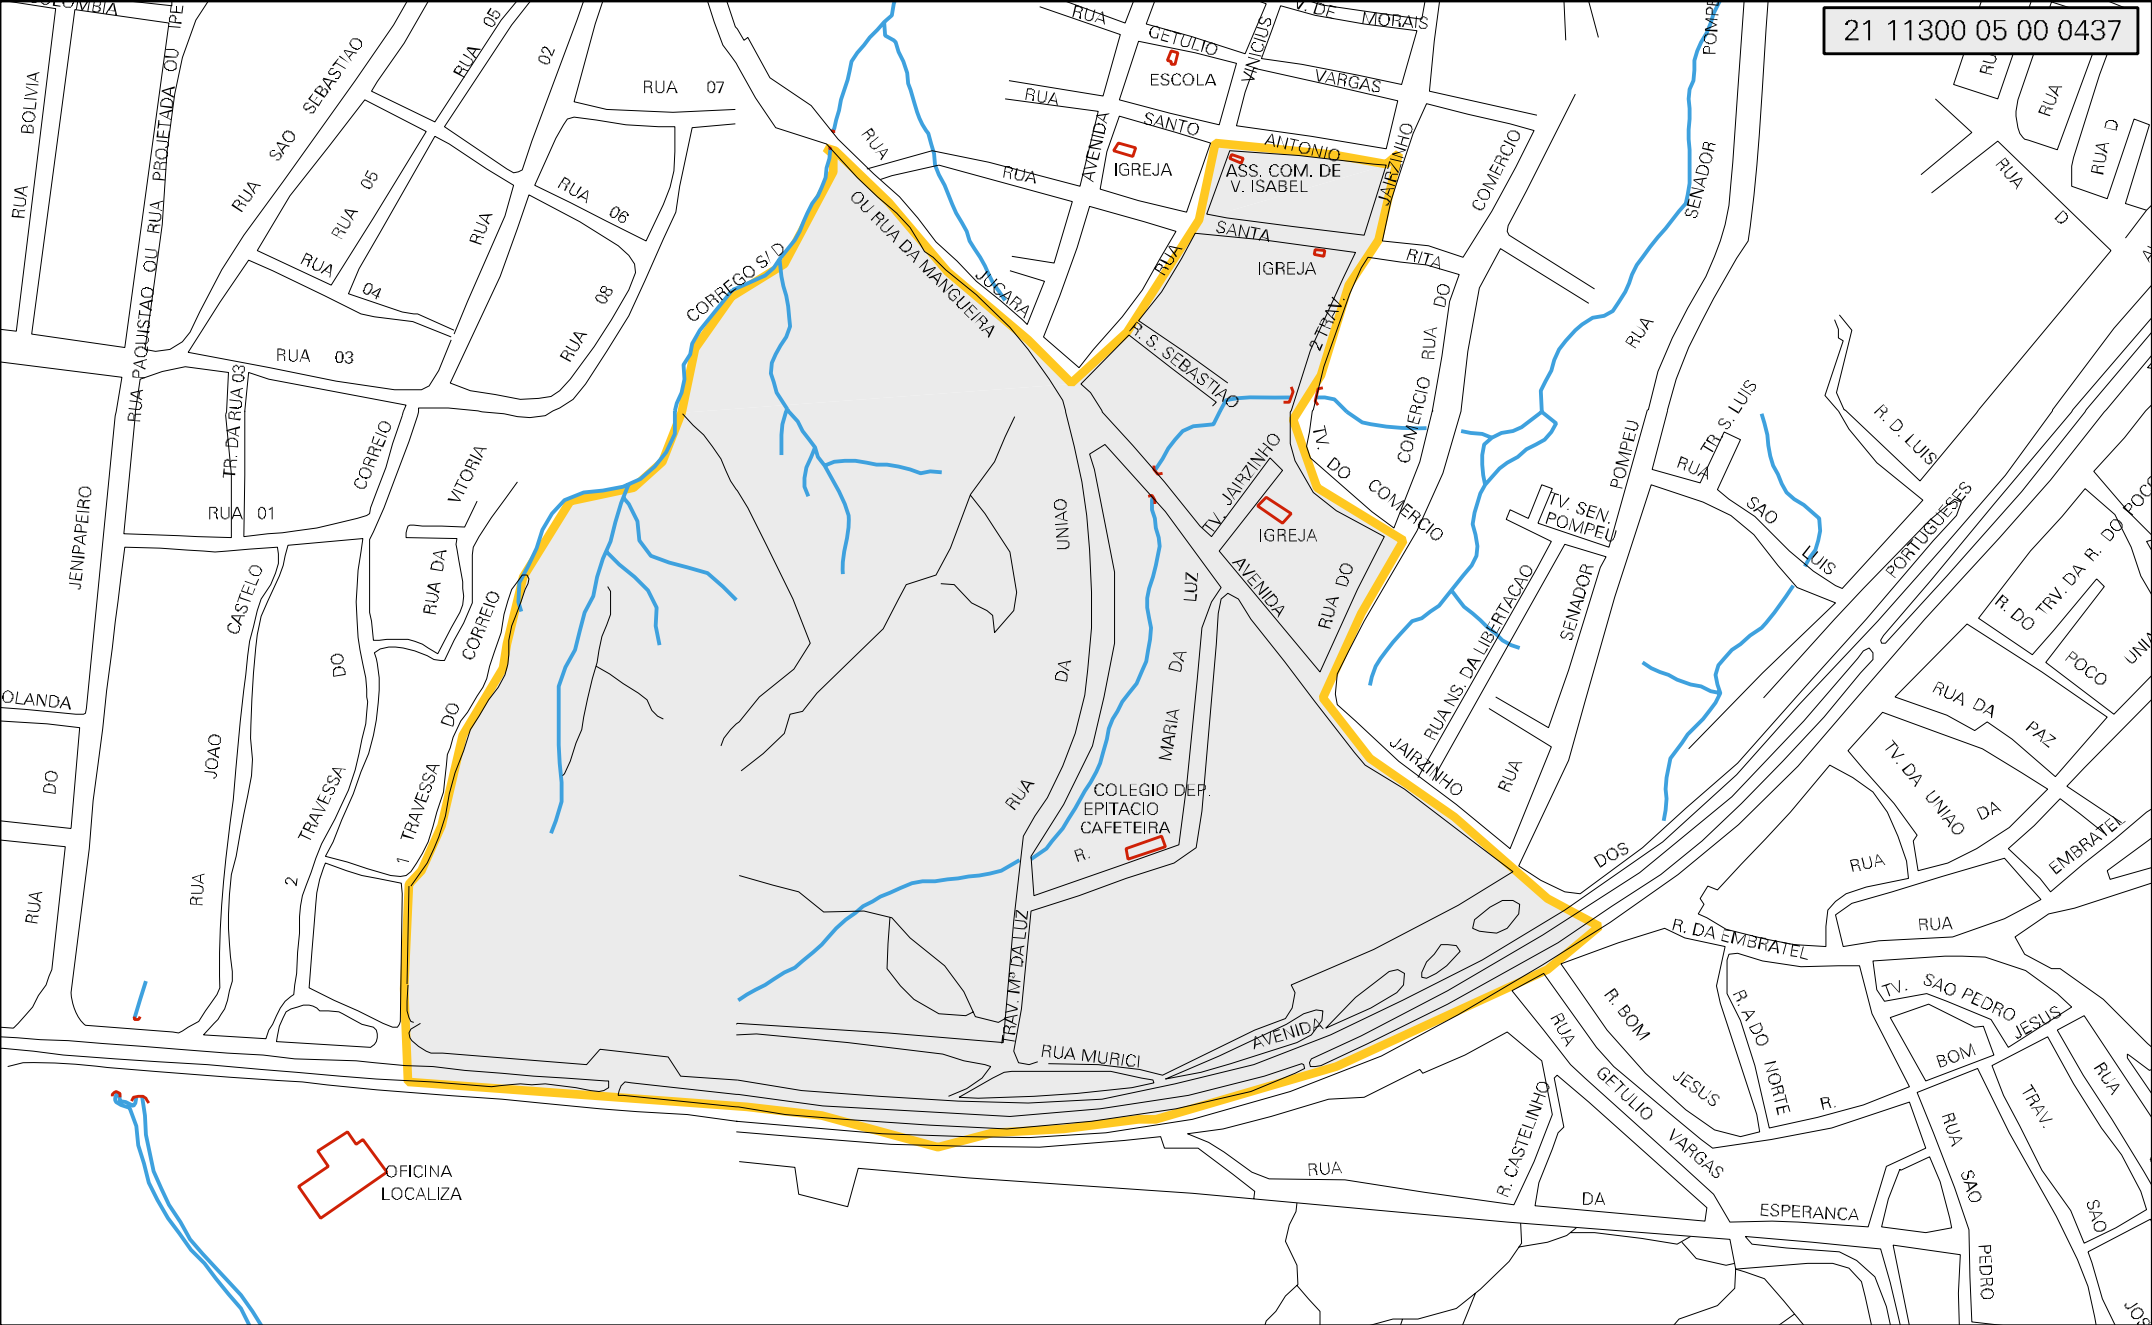 COLOMBIA
21 11300 05 00 0437
RUA
V. DE MORAIS
GETULIO
VINICIUS
ESCOLA
VARGAS
RUA 05
02
RUA 07
RUA
SANTO
ANTONIO
AVENIDA
IGREJA
ASS. COM. DE
V. ISABEL
JAIRZINHO
COMERCIO
BOLIVIA
RUA
RUA PAQUISTAO OU RUA PROJETADA OU
RUA SAO SEBASTIAO
RUA 05
RUA
RUA 06
RUA
04
RUA 03
RUA 08
CORREGO S/ D
RUA
OU RUA DA MANGUEIRA
JUCARA
RUA
SANTA
RITA
RUA
IGREJA
2 TRAV.
RUA DO
COMERCIO
R. S. SEBASTIAO
SENADOR
RUA
POMPEU
RUA
RUA D
RUA
D
TR. DA RUA 03
RUA 01
CORREIO
VITORIA
RUA DA
CORREIO
JENIPAPEIRO
CASTELO
JOAO
RUA
DO
TRAVESSA
2
1 TRAVESSA DO
OLANDA
DO
RUA
TV. JAIRZINHO
IGREJA
AVENIDA
TV. DO COMERCIO
RUA DO
UNIAO
DA
RUA
LUZ
DA
MARIA
R.
COLEGIO DEP.
EPITACIO
CAFETEIRA
TRAV. Mª DA LUZ
RUA MURICI
AVENIDA
JAIRZINHO
RUA NS. DA LIBERTACAO
TV. SEN.
POMPEU
SENADOR
RUA
TR. S. LUIS
RUA
SAO
LUIS
R. D. LUIS
DOS
PORTUGUESES
R. DO
POCO
TRV. DA R. DO POCO
RUA DA
PAZ
TV. DA UNIAO
DA
RUA
EMBRATEL
RUA
R. DA EMBRATEL
TV. SAO PEDRO
JESUS
BOM
R.
RUA
R. BOM
JESUS
R. A DO NORTE
RUA
GETULIO
VARGAS
R. CASTELINHO
RUA
DA
ESPERANCA
RUA
SAO
PEDRO
TRAV.
SAO
OFICINA
LOCALIZA